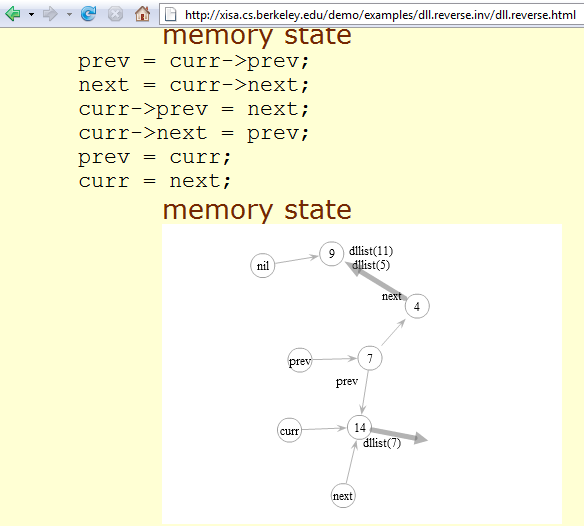 http://xisa.cs.berkeley.edu/demo/examples/dll.reverse.inv/dll.reverse.html
memory state
prev = curr->prev;
next = curr->next;
curr->prev = next;
curr->next = prev;
prev = curr;
curr = next;
memory state
9 dllist(11)
nil dllist(5)
next
4
prev 7
prev
curr 14
dllist(7)
next